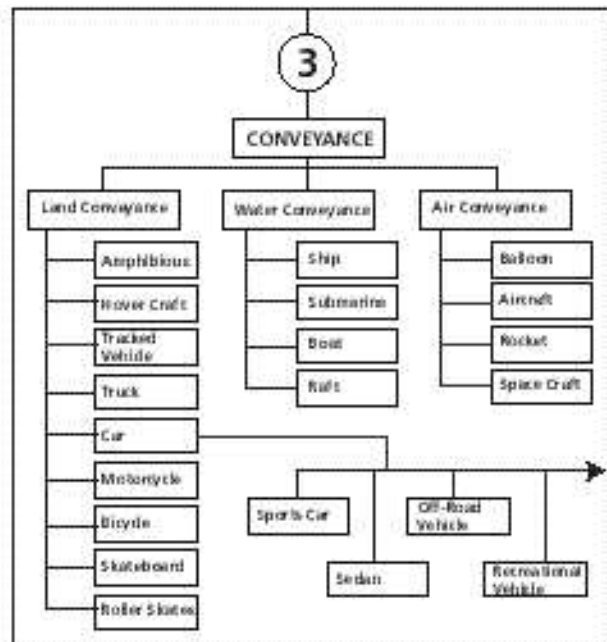 3
CONVEYANCE
Land Conveyance
Water Conveyance
Air Conveyance
Amphibious
Hover Craft
Tracked
Vehicle
Truck
Car
Motorcycle
Bicycle
Skateboard
Roller Skates
Ship
Submarine
Boat
Raft
Balloon
Aircraft
Rocket
Space Craft
Sports Car
Sedan
Off-Road
Vehicle
Recreational
Vehicle